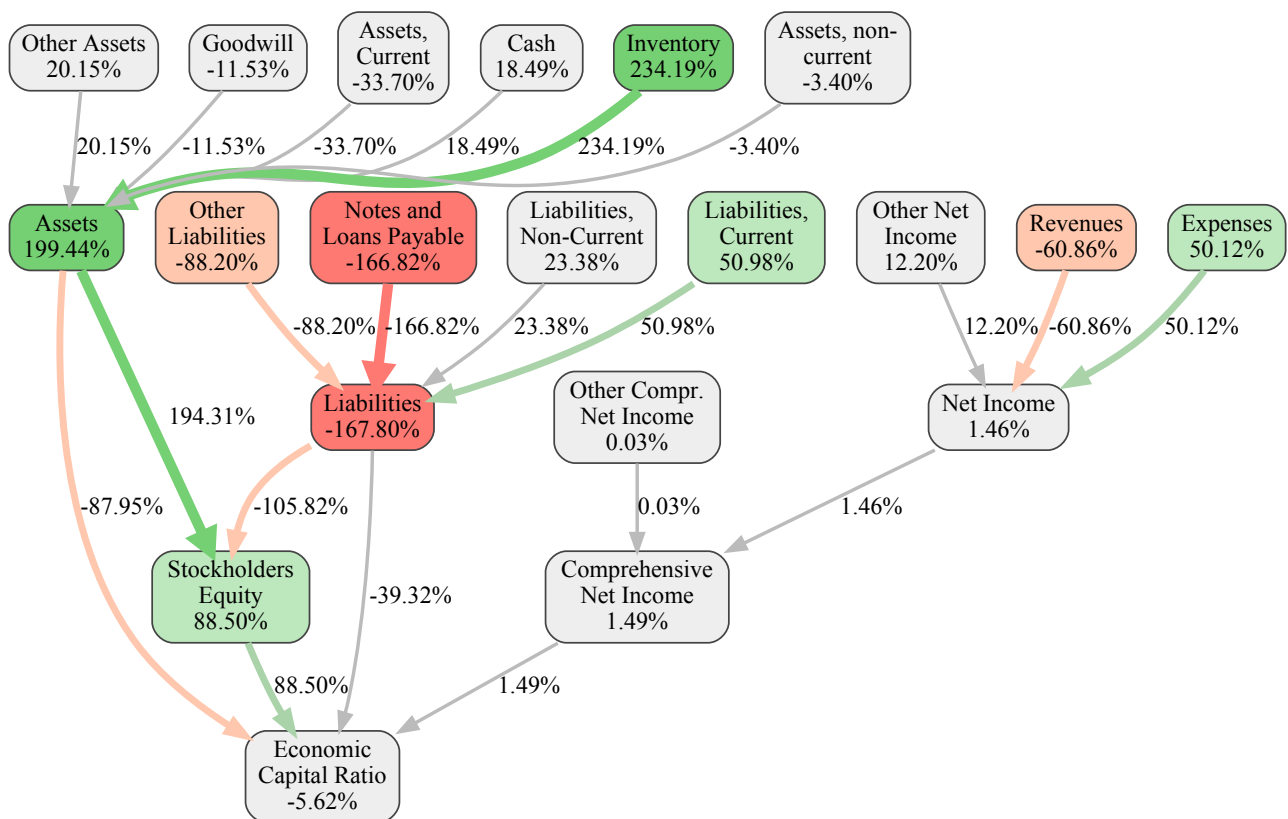 Other Assets
20.15%
Goodwill
-11.53%
Assets,
Current
-33.70%
Cash
18.49%
Inventory
234.19%
Assets, non-
current
-3.40%
20.15%
-11.53%
-33.70%
18.49%
234.19%
-3.40%
Assets
199.44%
Other
Liabilities
-88.20%
Notes and
Loans Payable
-166.82%
Liabilities,
Non-Current
23.38%
Liabilities,
Current
50.98%
Other Net
Income
12.20%
Revenues
-60.86%
Expenses
50.12%
-88.20%
-166.82%
23.38%
50.98%
12.20%
-60.86%
50.12%
Liabilities
-167.80%
Other Compr.
Net Income
0.03%
Net Income
1.46%
194.31%
-87.95%
-105.82%
0.03%
1.46%
Stockholders
Equity
88.50%
-39.32%
Comprehensive
Net Income
1.49%
88.50%
1.49%
Economic
Capital Ratio
-5.62%